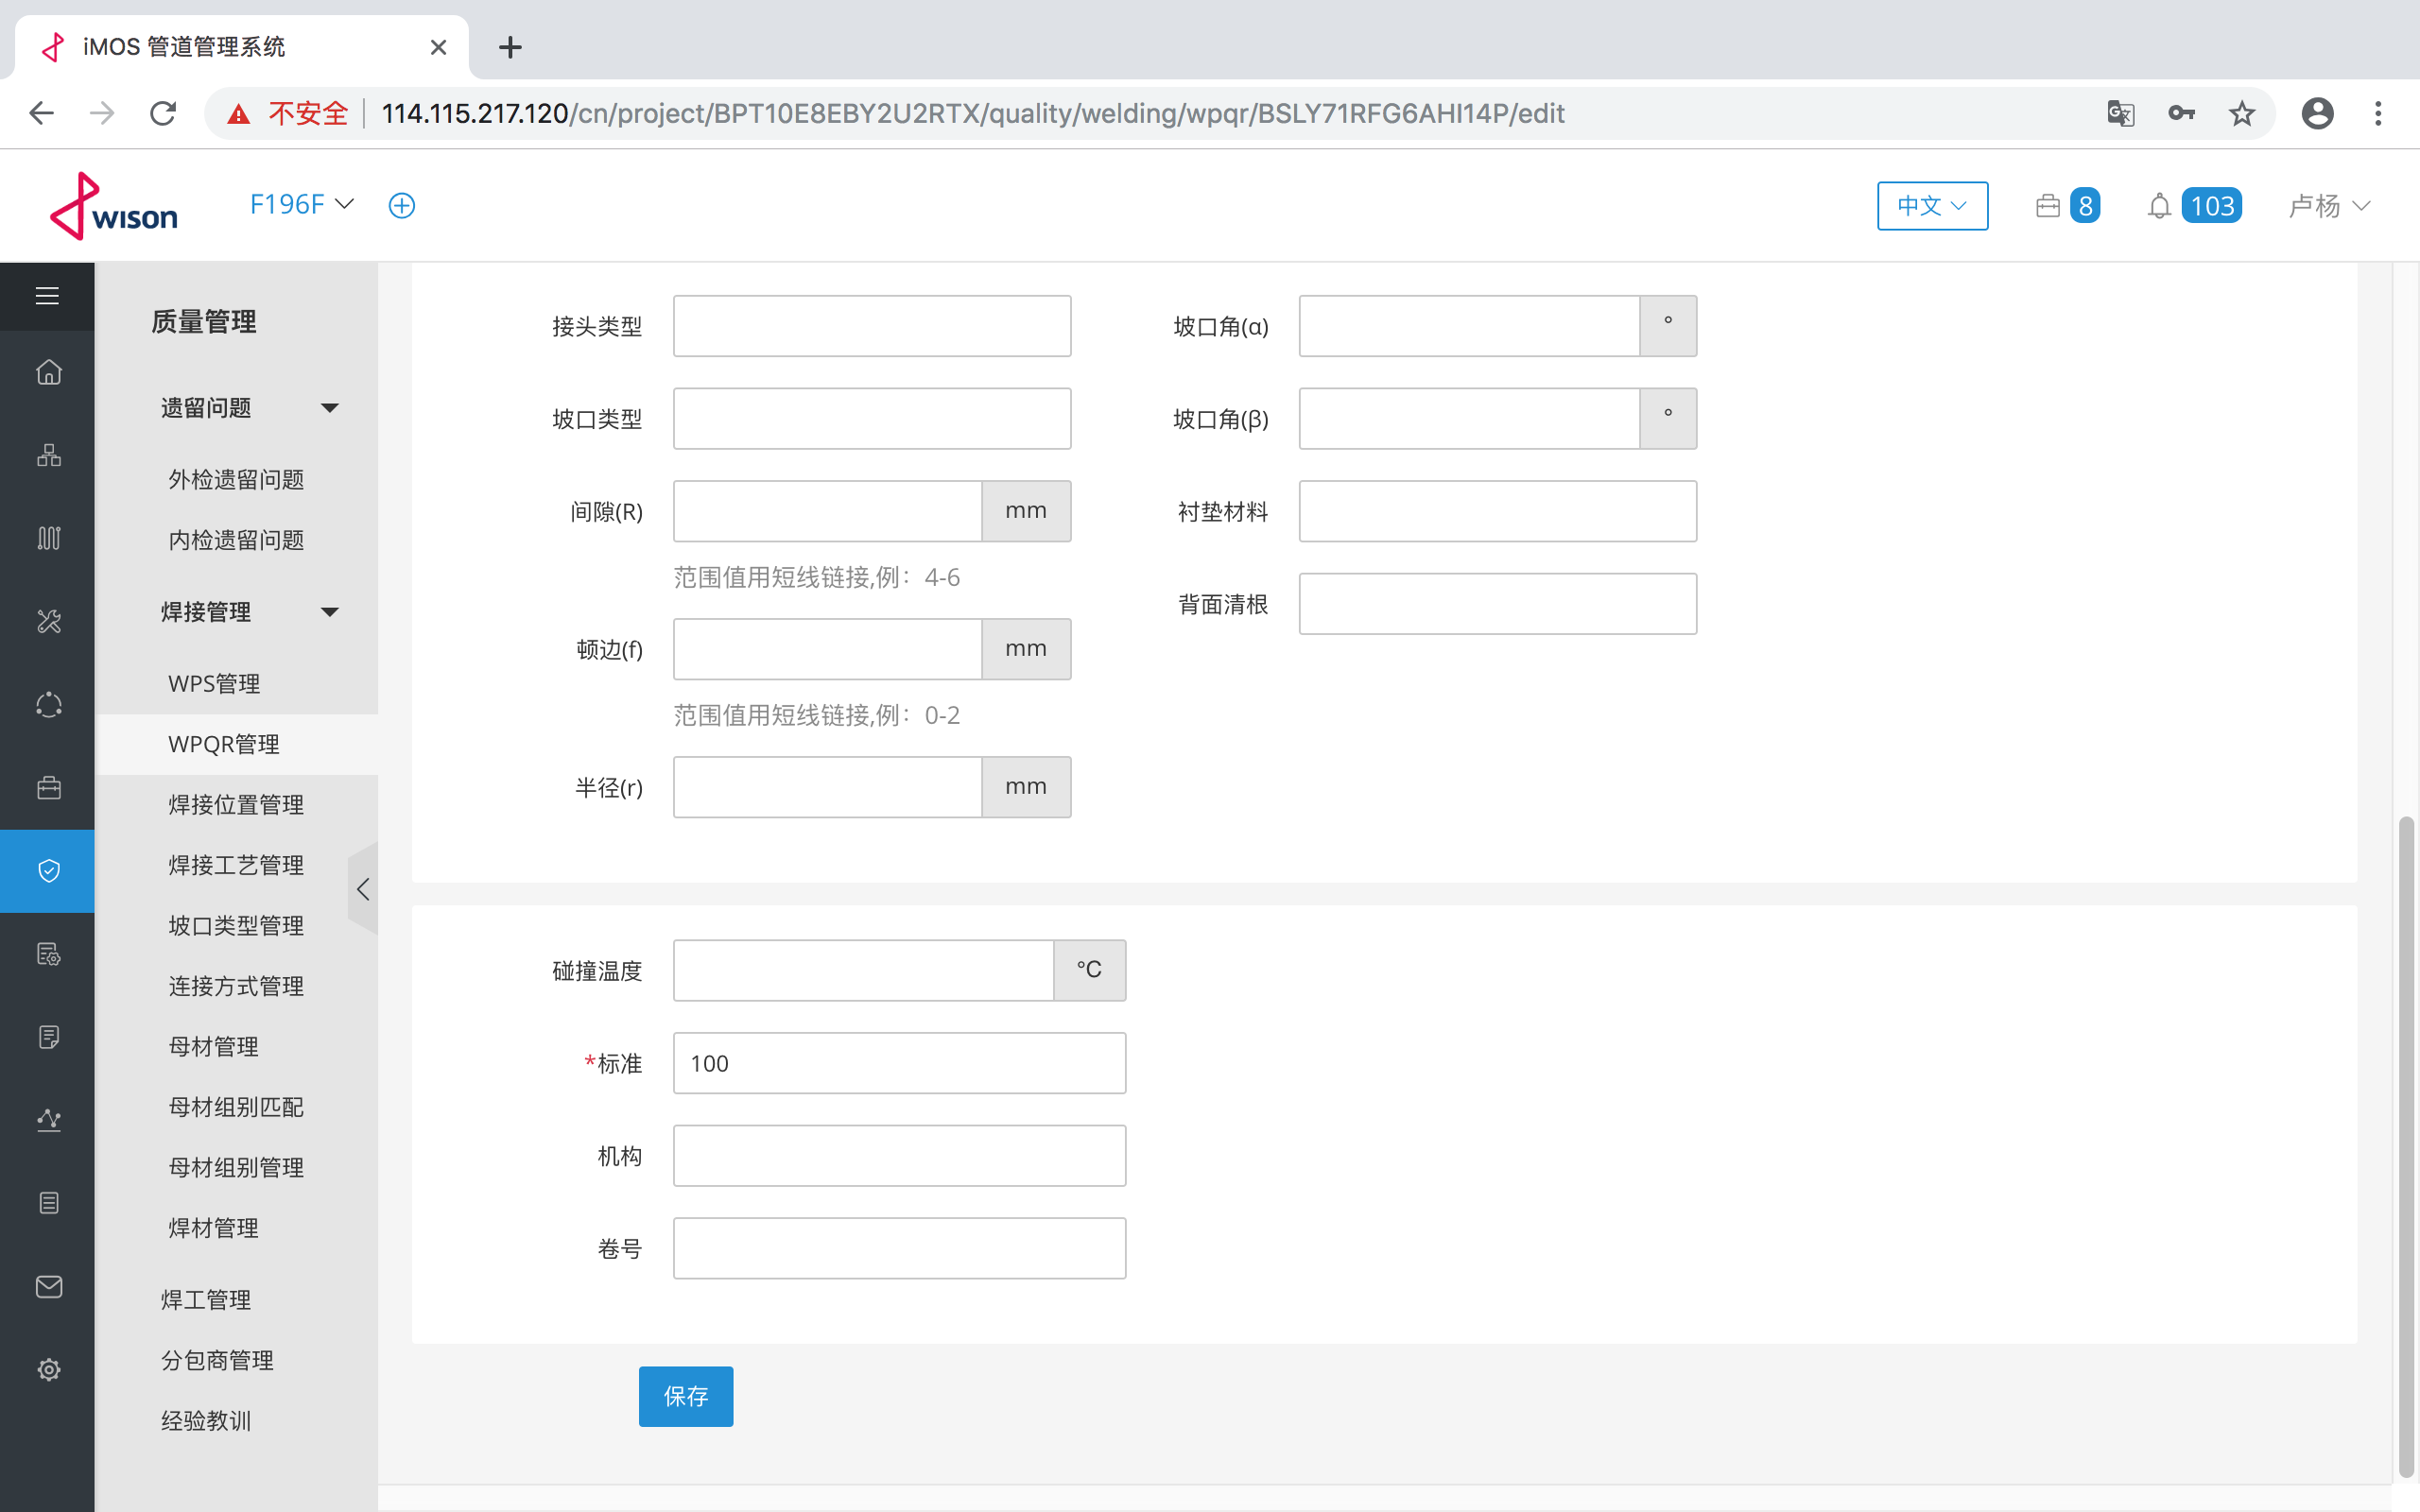 iMOS 管道管理系统
不安全 114.115.217.120/cn/project/BPT10E8EBY2U2RTX/quality/welding/wpqr/BSLY71RFG6AHI14P/edit
wison F196F 中文 8 103 卢杨
质量管理
遗留问题
外检遗留问题
内检遗留问题
焊接管理
WPS管理
WPQR管理
焊接位置管理
焊接工艺管理
坡口类型管理
连接方式管理
母材管理
母材组别匹配
母材组别管理
焊材管理
焊工管理
分包商管理
经验教训
接头类型 坡口角(α) °
坡口类型 坡口角(β) °
间隙(R) mm 衬垫材料
范围值用短线链接,例：4-6
背面清根
顿边(f) mm
范围值用短线链接,例：0-2
半径(r) mm
碰撞温度 °C
*标准 100
机构
卷号
保存